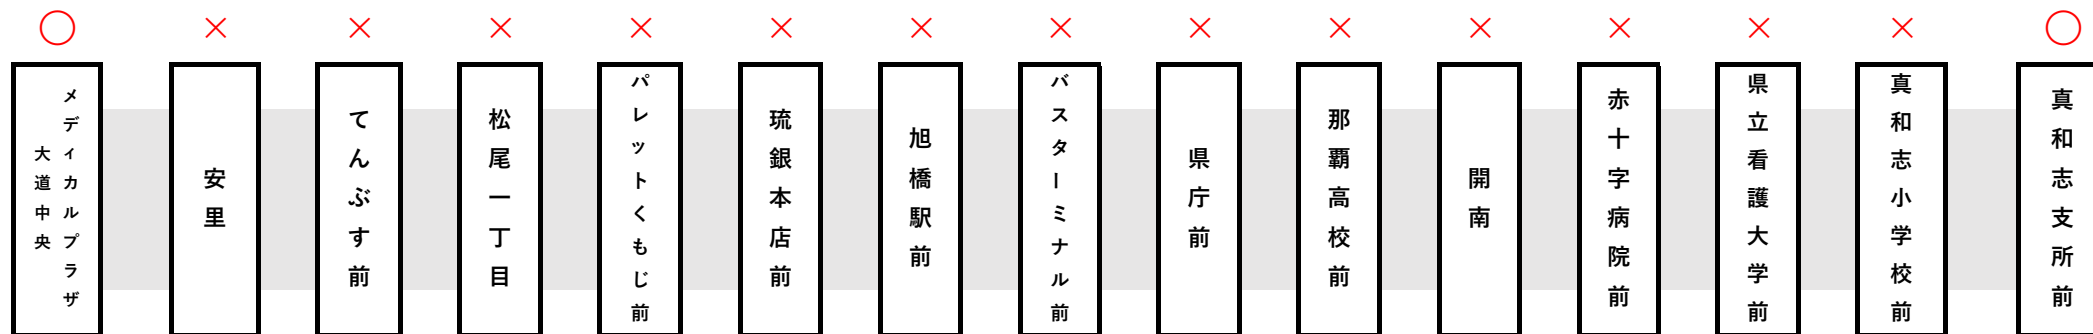 ○ × × × × × × × × × × × × × ○
メディカルプラザ
大道中央
安里
てんぶす前
松尾一丁目
パレットくもじ前
琉銀本店前
旭橋駅前
バスターミナル前
県庁前
那覇高校前
開南
赤十字病院前
県立看護大学前
真和志小学校前
真和志支所前